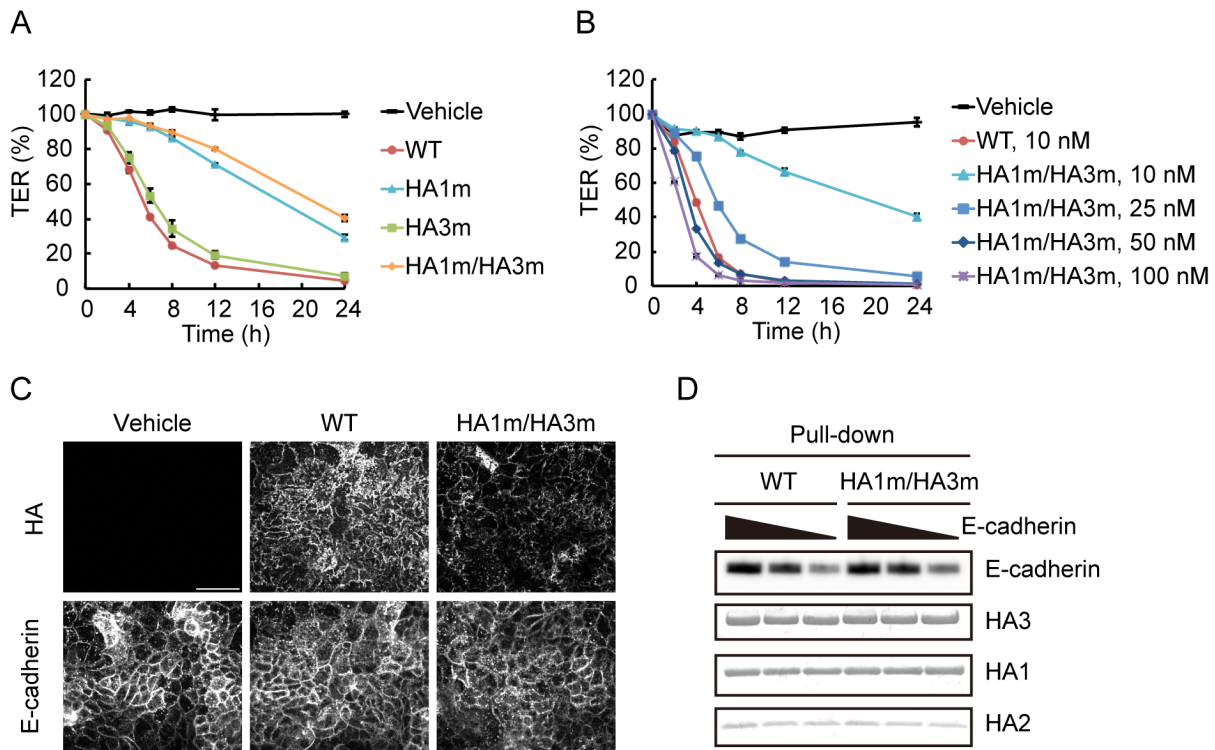 A
120
100
80
60
40
20
0
TER (%)
0 4 8 12 16 20 24
Time (h)
Vehicle
WT
HA1m
HA3m
HA1m/HA3m
B
120
100
80
60
40
20
0
TER (%)
0 4 8 12 16 20 24
Time (h)
Vehicle
WT, 10 nM
HA1m/HA3m, 10 nM
HA1m/HA3m, 25 nM
HA1m/HA3m, 50 nM
HA1m/HA3m, 100 nM
C
Vehicle WT HA1m/HA3m
HA
E-cadherin
D
Pull-down
WT HA1m/HA3m
E-cadherin
E-cadherin
HA3
HA1
HA2